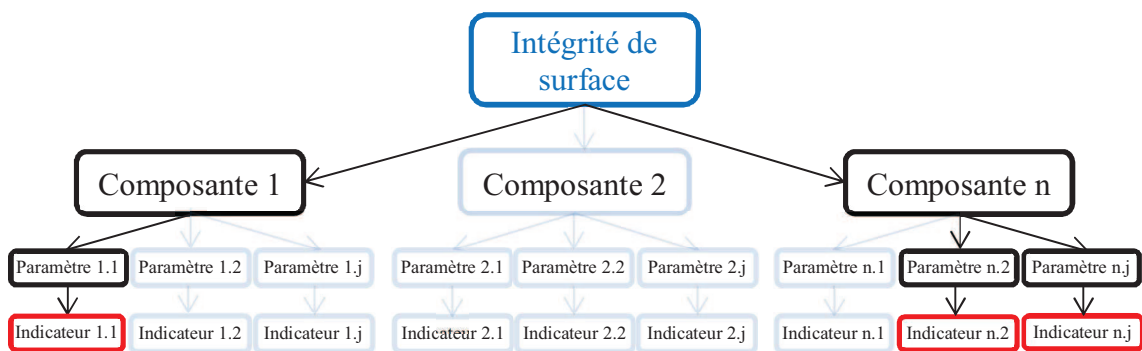 Intégrité de
surface
Composante 1
Composante 2
Composante n
Paramètre 1.1
Paramètre 1.2
Paramètre 1.j
Paramètre 2.1
Paramètre 2.2
Paramètre 2.j
Paramètre n.1
Paramètre n.2
Paramètre n.j
Indicateur 1.1
Indicateur 1.2
Indicateur 1.j
Indicateur 2.1
Indicateur 2.2
Indicateur 2.j
Indicateur n.1
Indicateur n.2
Indicateur n.j